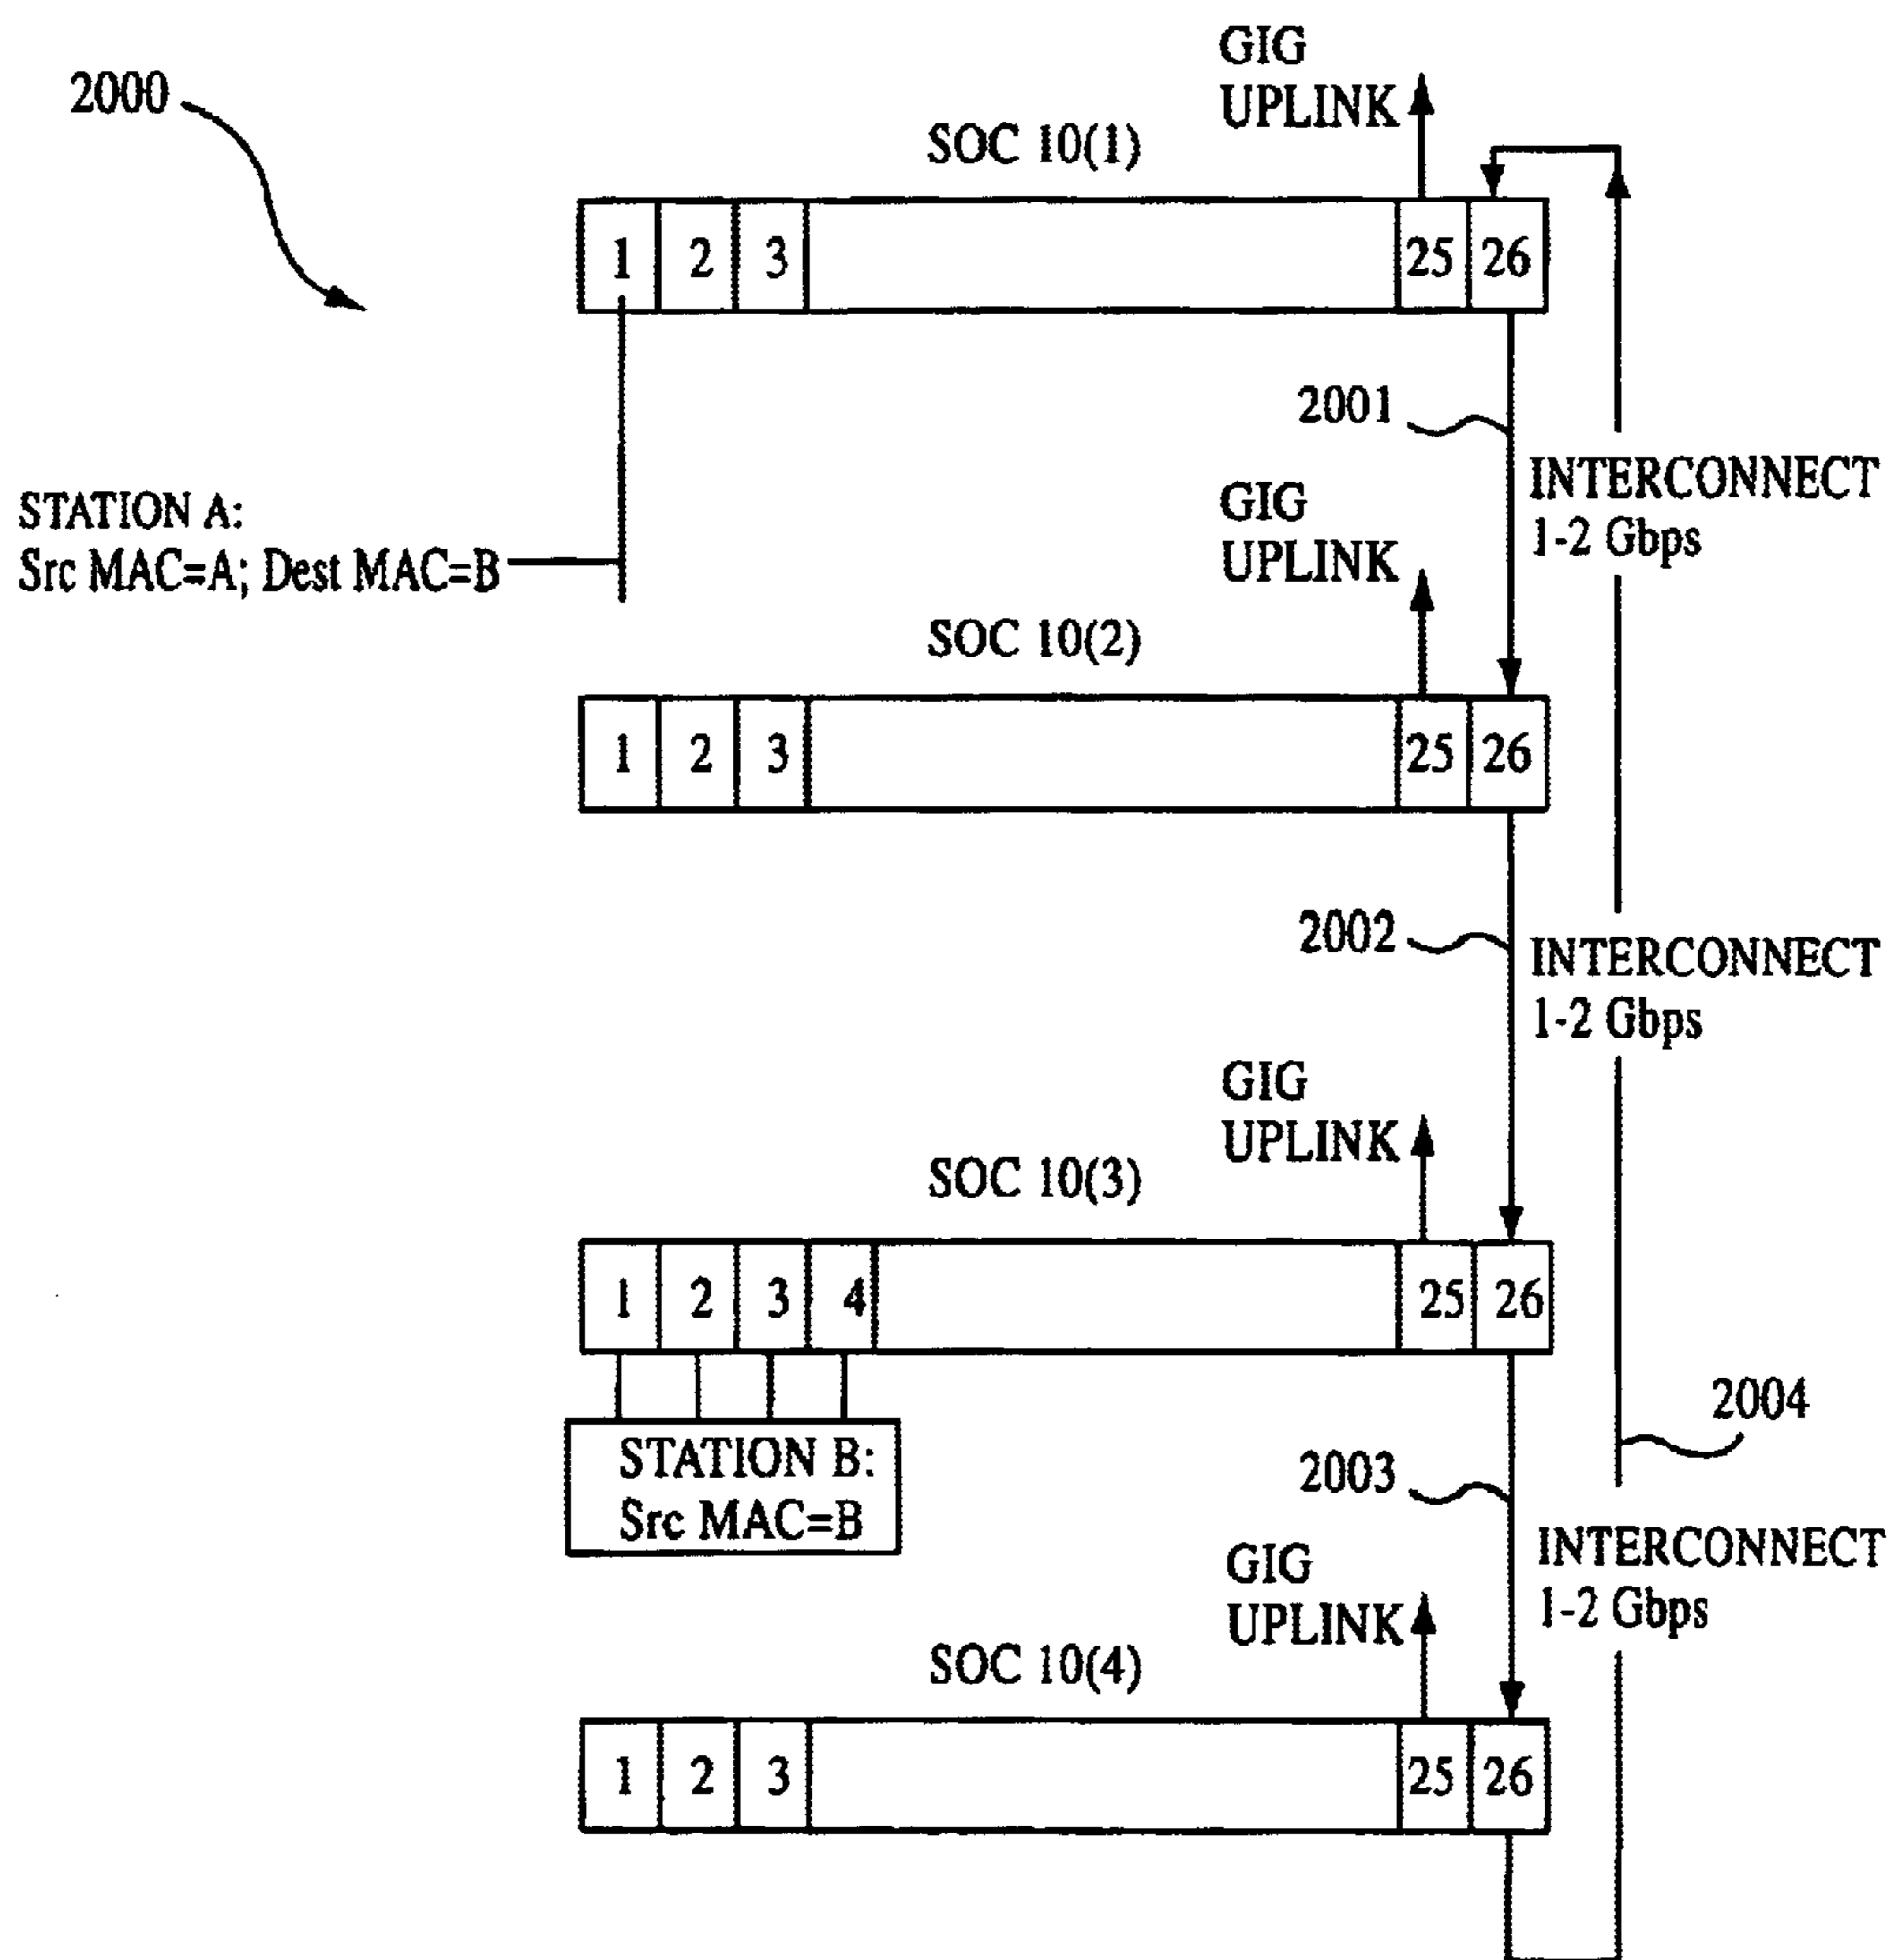 2000
GIG
UPLINK
SOC 10(1)
1 2 3 25 26
2001
INTERCONNECT
1-2 Gbps
STATION A:
Src MAC=A; Dest MAC=B
GIG
UPLINK
SOC 10(2)
1 2 3 25 26
2002
INTERCONNECT
1-2 Gbps
GIG
UPLINK
SOC 10(3)
1 2 3 4 25 26
2004
STATION B:
Src MAC=B
2003
INTERCONNECT
1-2 Gbps
GIG
UPLINK
SOC 10(4)
1 2 3 25 26